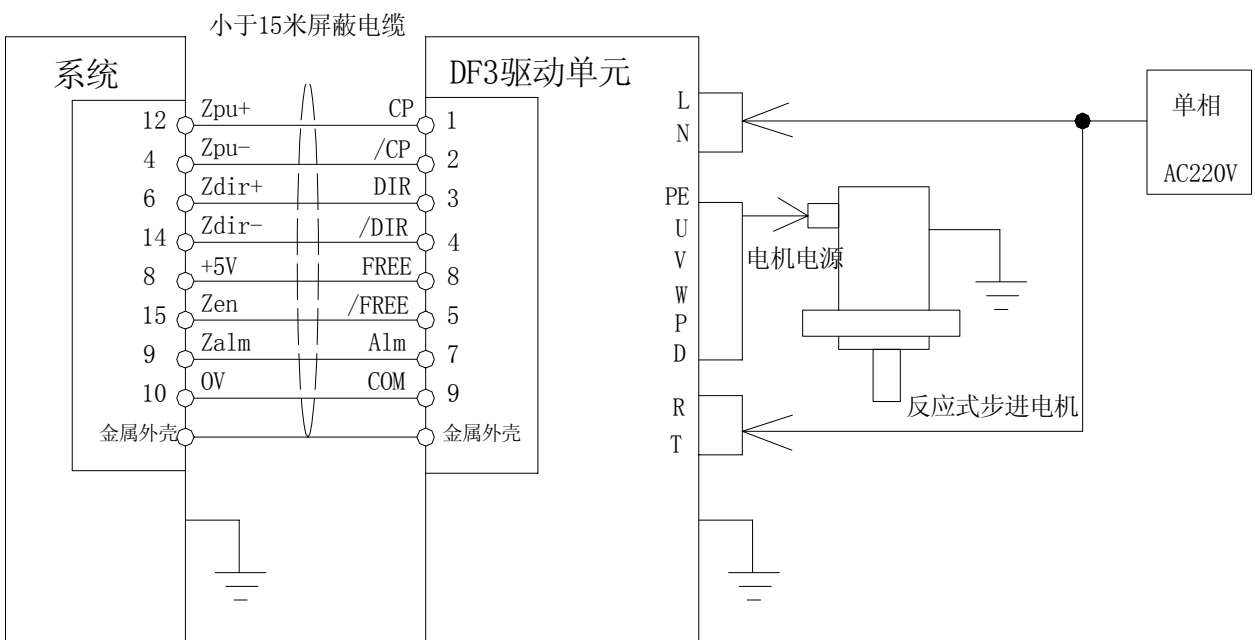 小于15米屏蔽电缆
系统
DF3驱动单元
12 Zpu+ CP 1
4 Zpu- /CP 2
6 Zdir+ DIR 3
14 Zdir- /DIR 4
8 +5V FREE 8
15 Zen /FREE 5
9 Zalm Alm 7
10 0V COM 9
金属外壳 金属外壳
L
N
PE
U
V
W
P
D
R
T
电机电源
反应式步进电机
单相
AC220V